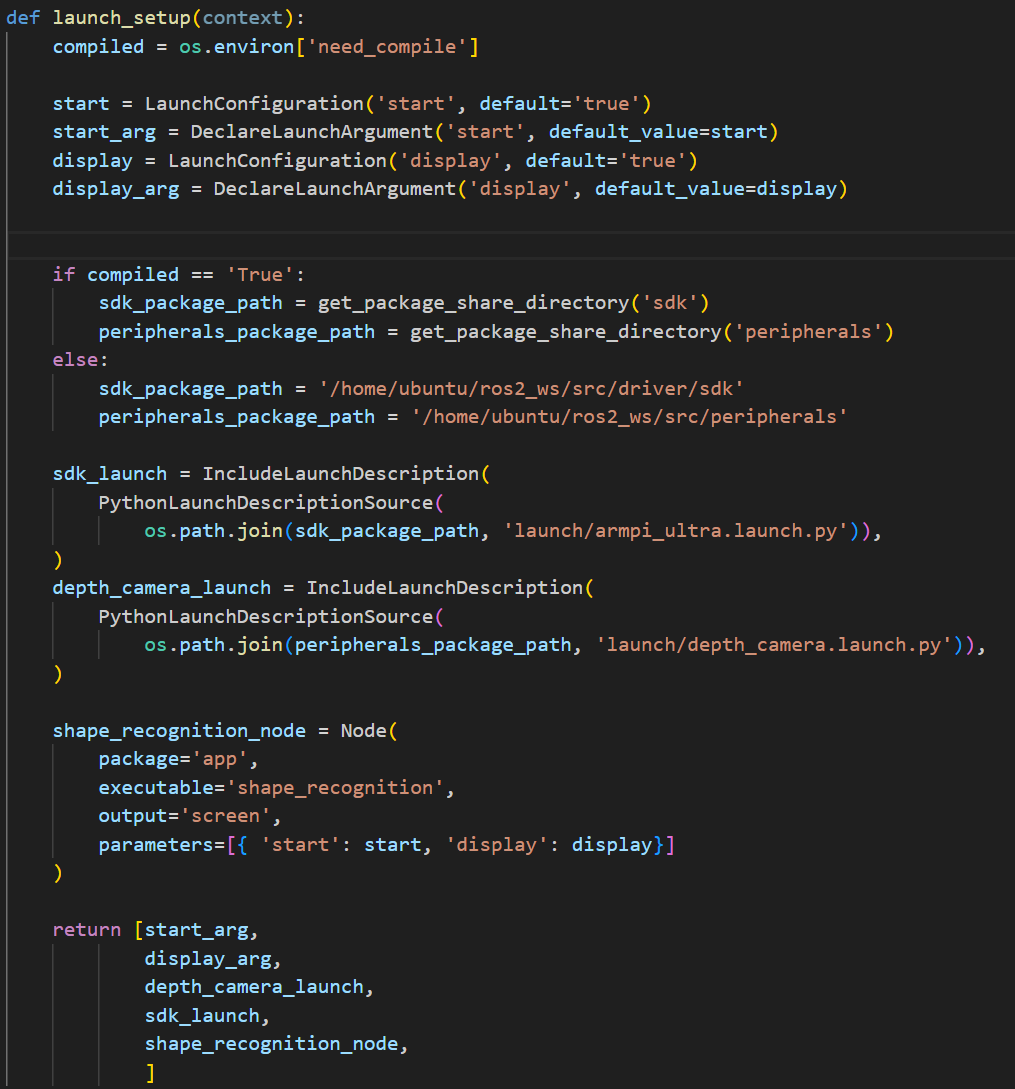 def launch_setup(context):
    compiled = os.environ['need_compile']
    start = LaunchConfiguration('start', default='true')
    start_arg = DeclareLaunchArgument('start', default_value=start)
    display = LaunchConfiguration('display', default='true')
    display_arg = DeclareLaunchArgument('display', default_value=display)
    if compiled == 'True':
        sdk_package_path = get_package_share_directory('sdk')
        peripherals_package_path = get_package_share_directory('peripherals')
    else:
        sdk_package_path = '/home/ubuntu/ros2_ws/src/driver/sdk'
        peripherals_package_path = '/home/ubuntu/ros2_ws/src/peripherals'
    sdk_launch = IncludeLaunchDescription(
        PythonLaunchDescriptionSource(
            os.path.join(sdk_package_path, 'launch/armpi_ultra.launch.py')),
    )
    depth_camera_launch = IncludeLaunchDescription(
        PythonLaunchDescriptionSource(
            os.path.join(peripherals_package_path, 'launch/depth_camera.launch.py')),
    )
    shape_recognition_node = Node(
        package='app',
        executable='shape_recognition',
        output='screen',
        parameters=[{ 'start': start, 'display': display}]
    )
    return [start_arg,
            display_arg,
            depth_camera_launch,
            sdk_launch,
            shape_recognition_node,
            ]